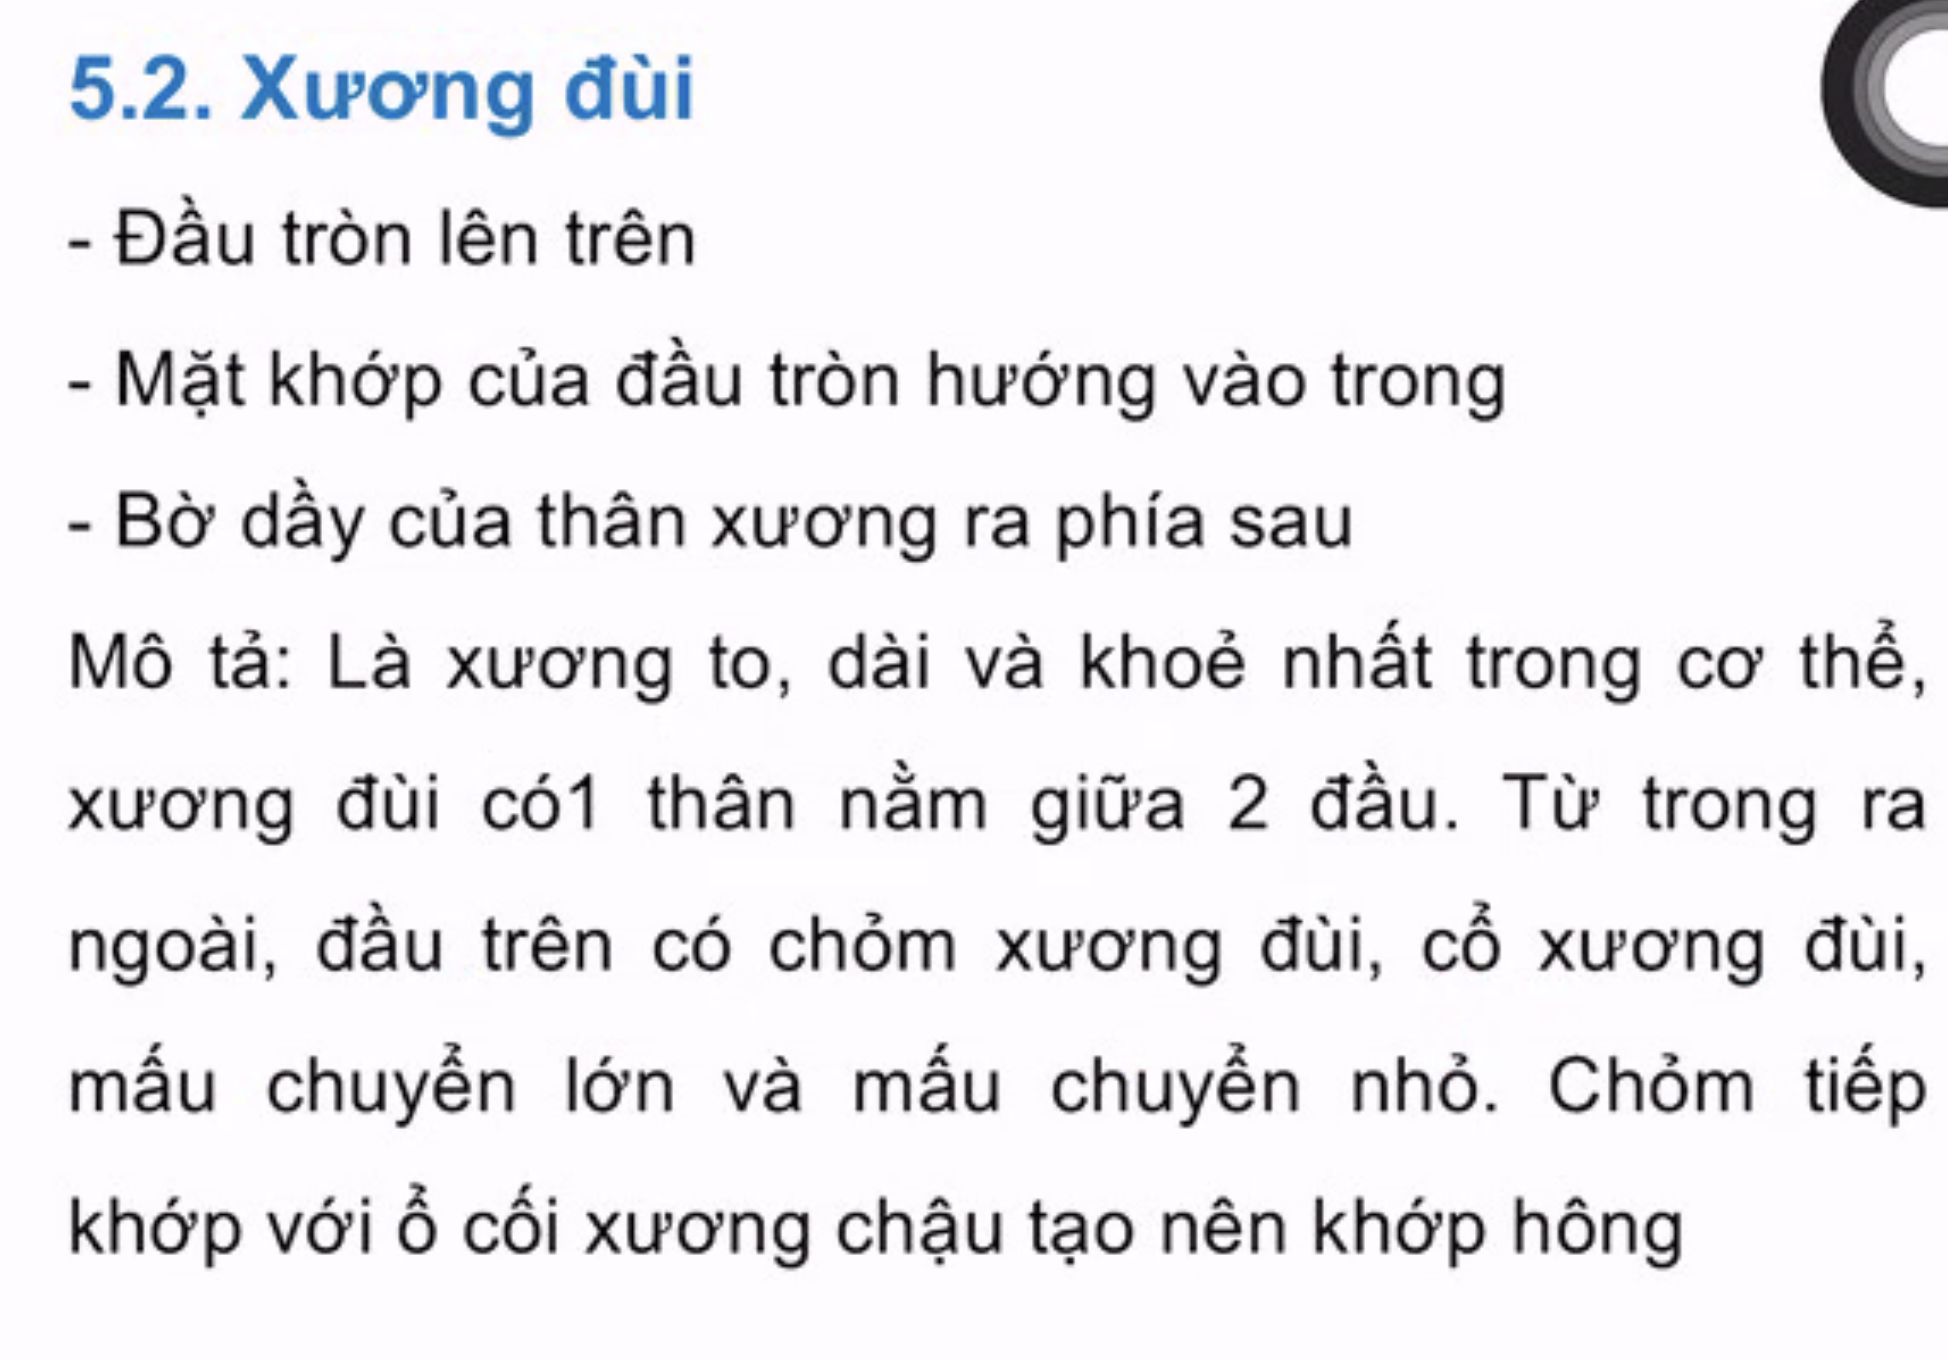 5.2. Xương đùi
- Đầu tròn lên trên
- Mặt khớp của đầu tròn hướng vào trong
- Bờ dầy của thân xương ra phía sau
Mô tả: Là xương to, dài và khoẻ nhất trong cơ thể,
xương đùi có1 thân nằm giữa 2 đầu. Từ trong ra
ngoài, đầu trên có chỏm xương đùi, cổ xương đùi,
mấu chuyển lớn và mấu chuyển nhỏ. Chỏm tiếp
khớp với ổ cối xương chậu tạo nên khớp hông